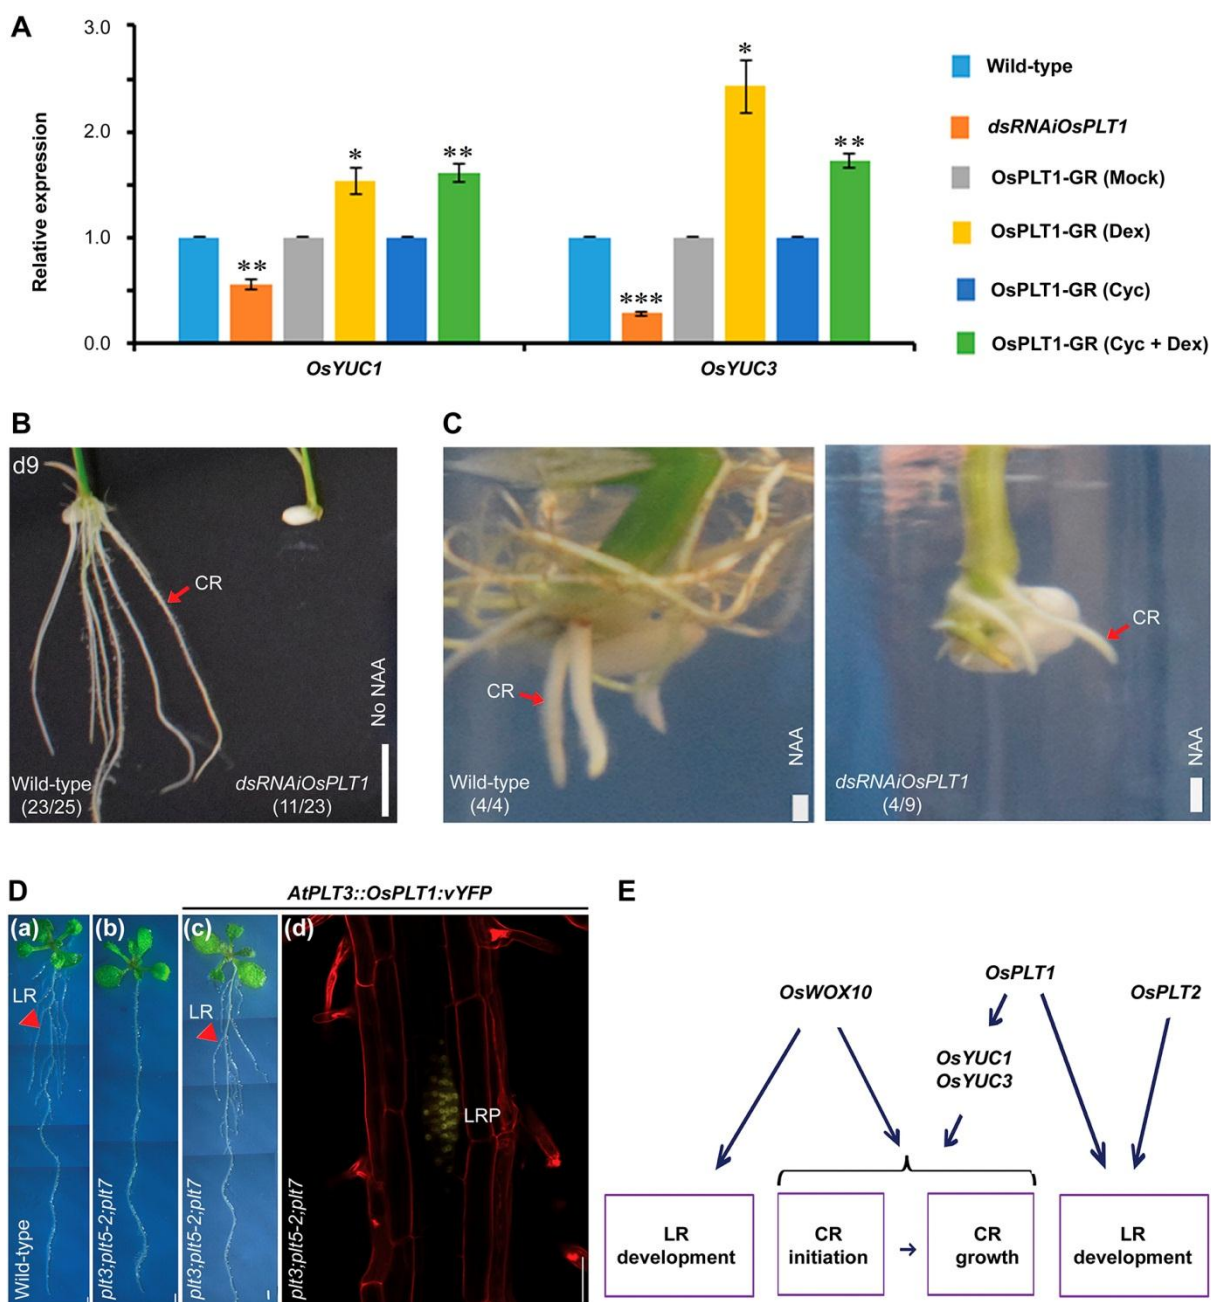 A
3.0
2.0
1.0
0.0
Relative expression
**
*
**
***
*
**
OsYUC1
OsYUC3
Wild-type
dsRNAiOsPLT1
OsPLT1-GR (Mock)
OsPLT1-GR (Dex)
OsPLT1-GR (Cyc)
OsPLT1-GR (Cyc + Dex)
B
d9
CR
No NAA
Wild-type
(23/25)
dsRNAiOsPLT1
(11/23)
C
CR
NAA
Wild-type
(4/4)
CR
NAA
dsRNAiOsPLT1
(4/9)
D
AtPLT3::OsPLT1:vYFP
(a)
LR
Wild-type
(b)
plt3;plt5-2;plt7
(c)
LR
plt3;plt5-2;plt7
(d)
LRP
plt3;plt5-2;plt7
E
OsWOX10
OsPLT1
OsPLT2
OsYUC1
OsYUC3
LR
development
CR
initiation
CR
growth
LR
development